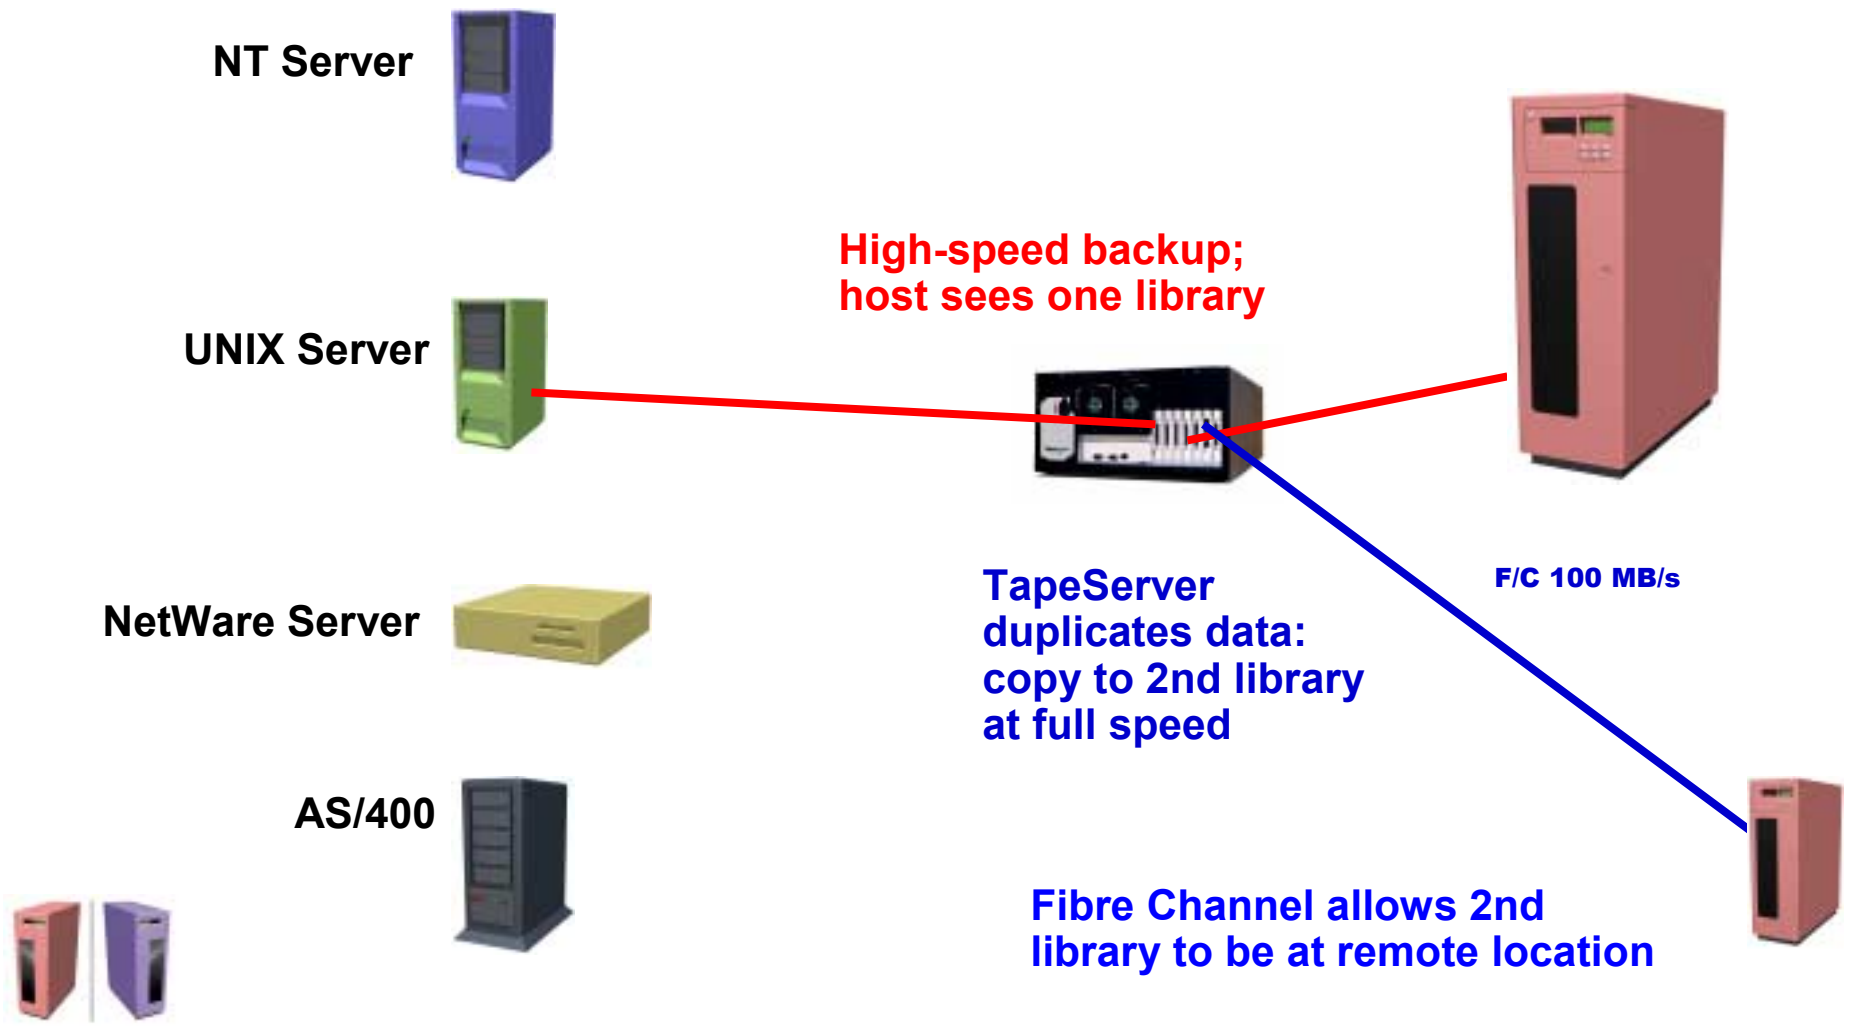 NT Server
High-speed backup;
host sees one library
UNIX Server
TapeServer
duplicates data:
copy to 2nd library
at full speed
F/C 100 MB/s
NetWare Server
AS/400
Fibre Channel allows 2nd
library to be at remote location